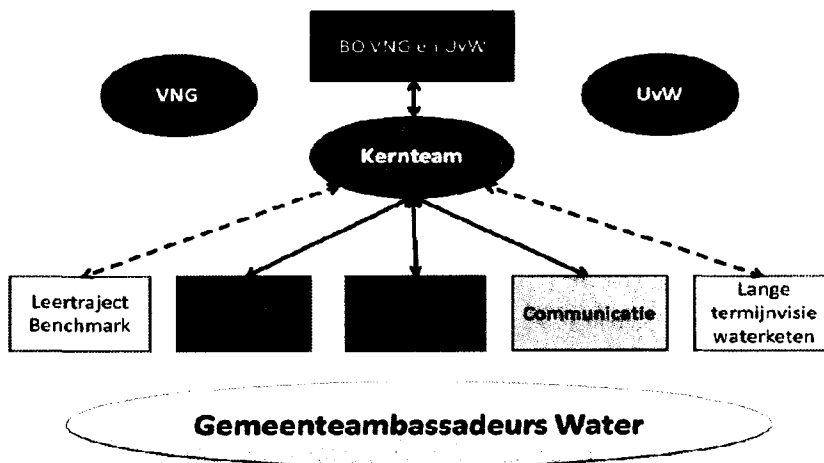 BO VNG en UvW
VNG
UvW
Kernteam
Leertraject
Benchmark
Communicatie
Lange
termijnvisie
waterketen
Gemeenteambassadeurs Water